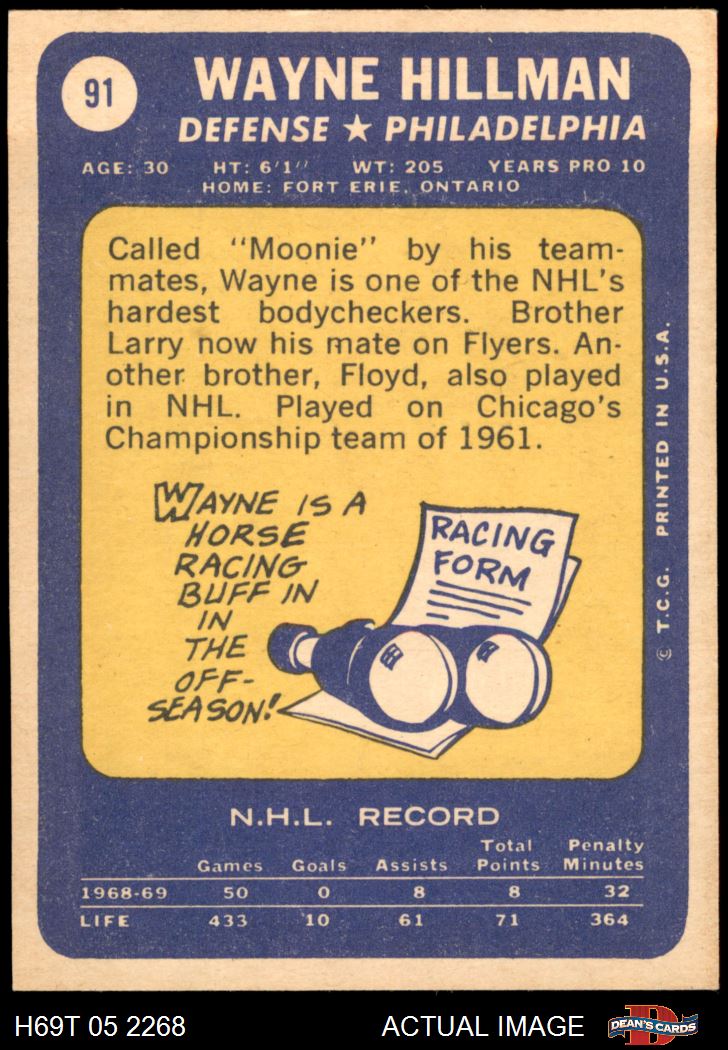 91
WAYNE HILLMAN
DEFENSE ★ PHILADELPHIA
AGE: 30 HT: 6'1" WT: 205 YEARS PRO 10
HOME: FORT ERIE, ONTARIO
Called "Moonie" by his team-
mates, Wayne is one of the NHL's
hardest bodycheckers. Brother
Larry now his mate on Flyers. An-
other brother, Floyd, also played
in NHL. Played on Chicago's
Championship team of 1961.
WAYNE IS A
HORSE
RACING
BUFF IN
IN
THE
OFF-
SEASON!
RACING
FORM
© T.C.G. PRINTED IN U.S.A.
N.H.L. RECORD
Games Goals Assists Total Points Penalty Minutes
1968-69 50 0 8 8 32
LIFE 433 10 61 71 364
H69T 05 2268 ACTUAL IMAGE
D
DEAN'S CARDS